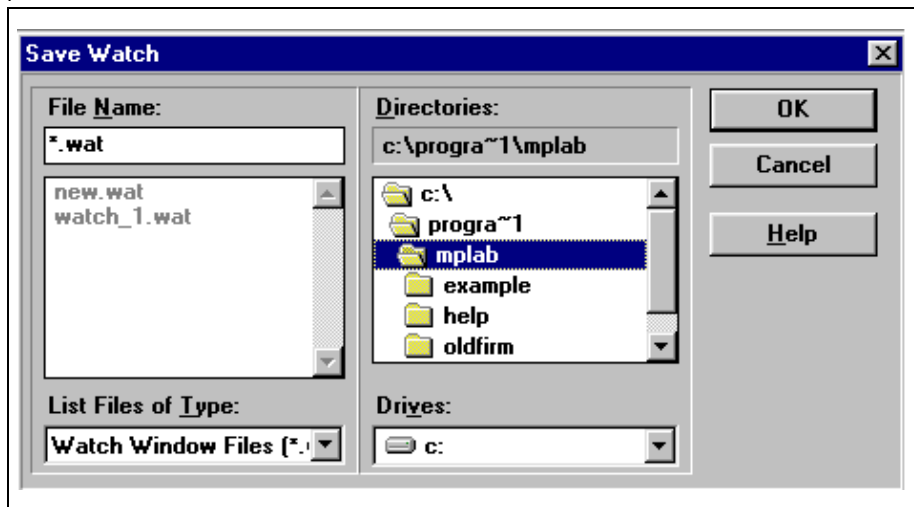 Save Watch
File Name:
*.wat
new.wat
watch_1.wat
List Files of Type:
Watch Window Files (*.
Directories:
c:\progra~1\mplab
c:\
progra~1
mplab
example
help
oldfirm
Drives:
c:
OK
Cancel
Help